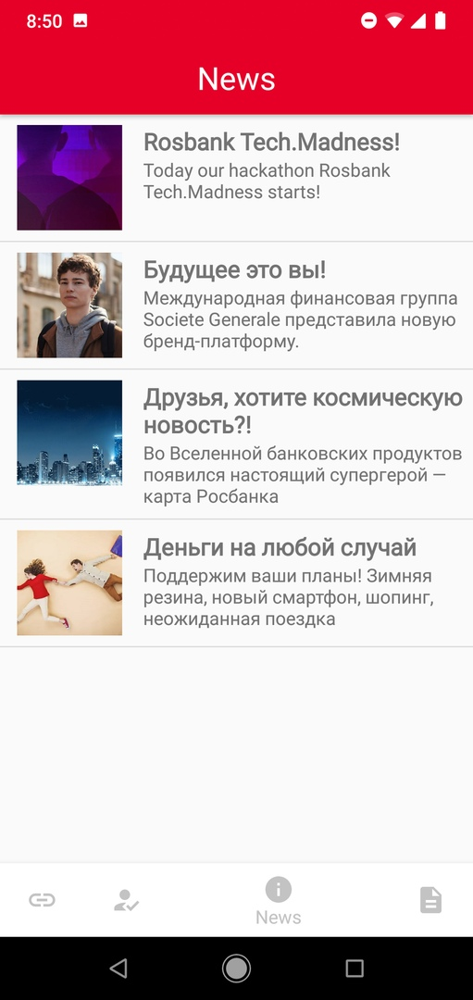 8:50
News
Rosbank Tech.Madness!
Today our hackathon Rosbank
Tech.Madness starts!
Будущее это вы!
Международная финансовая группа
Societe Generale представила новую
бренд-платформу.
Друзья, хотите космическую
новость?!
Во Вселенной банковских продуктов
появился настоящий супергерой —
карта Росбанка
Деньги на любой случай
Поддержим ваши планы! Зимняя
резина, новый смартфон, шопинг,
неожиданная поездка
News